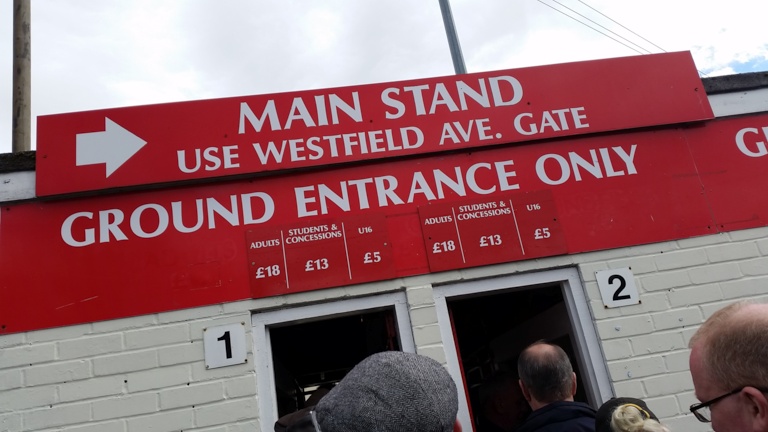 MAIN STAND
USE WESTFIELD AVE. GATE
GROUND ENTRANCE ONLY
ADULTS
£18
STUDENTS &
CONCESSIONS
£13
U16
£5
ADULTS
£18
STUDENTS &
CONCESSIONS
£13
U16
£5
1
2